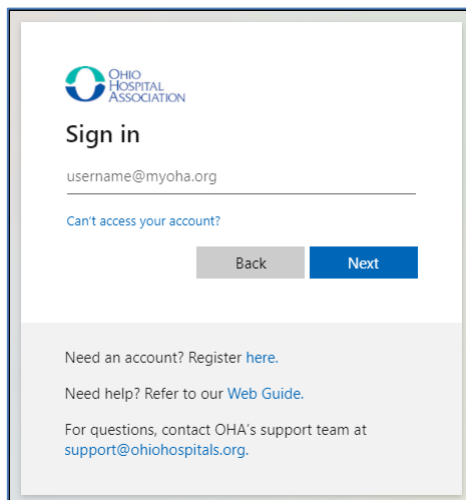 OHIO
HOSPITAL
ASSOCIATION
Sign in
username@myoha.org
Can't access your account?
Back
Next
Need an account? Register here.
Need help? Refer to our Web Guide.
For questions, contact OHA's support team at
support@ohiohospitals.org.